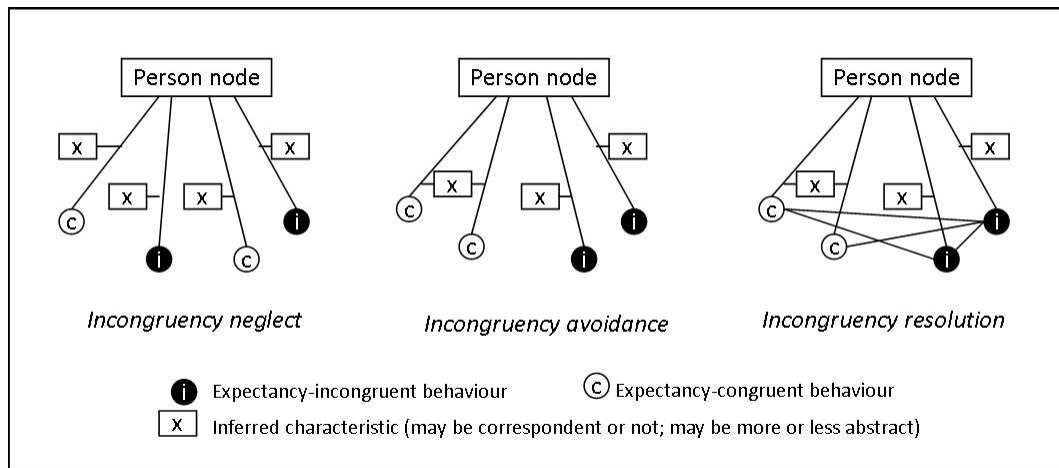 Person node
x
x
x
x
c
i
c
i
Incongruency neglect
Person node
x
x
x
c
c
i
i
Incongruency avoidance
Person node
x
x
x
c
c
i
i
Incongruency resolution
i Expectancy-incongruent behaviour
c Expectancy-congruent behaviour
x Inferred characteristic (may be correspondent or not; may be more or less abstract)